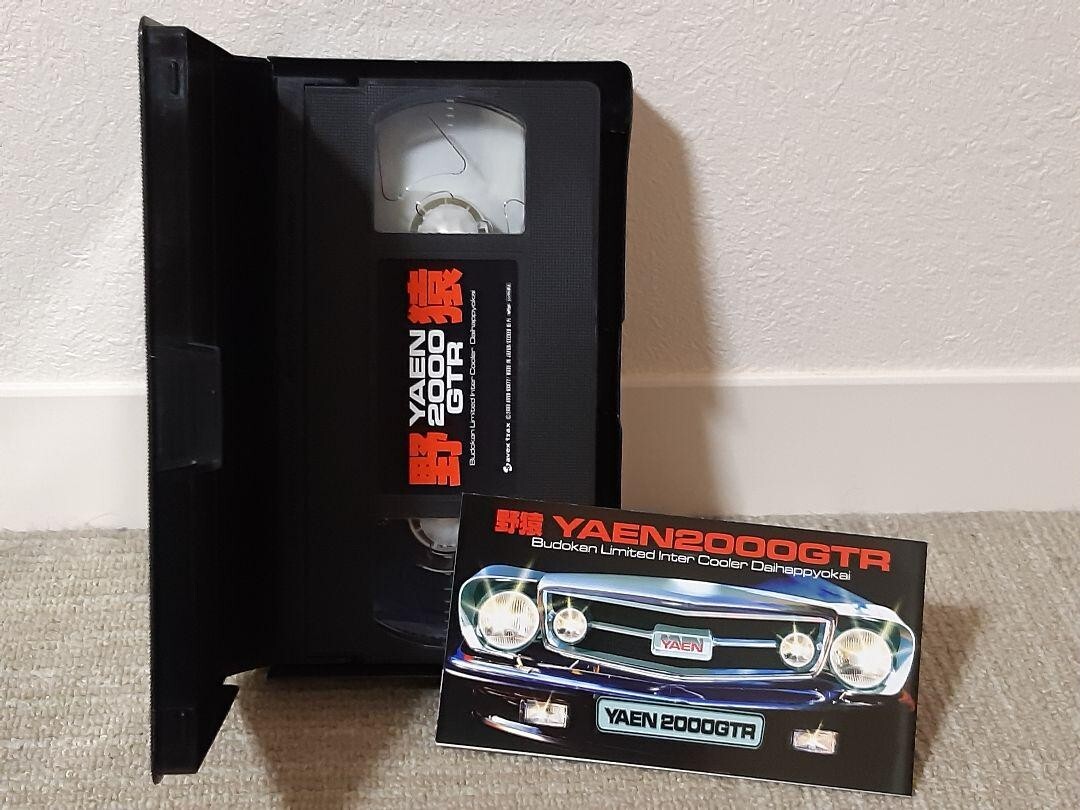 野猿
YAEN
2000
GTR
Budokan Limited Inter Cooler Daihappyokai
avex trax
野猿 YAEN2000GTR
Budokan Limited Inter Cooler Daihappyokai
YAEN
YAEN 2000GTR